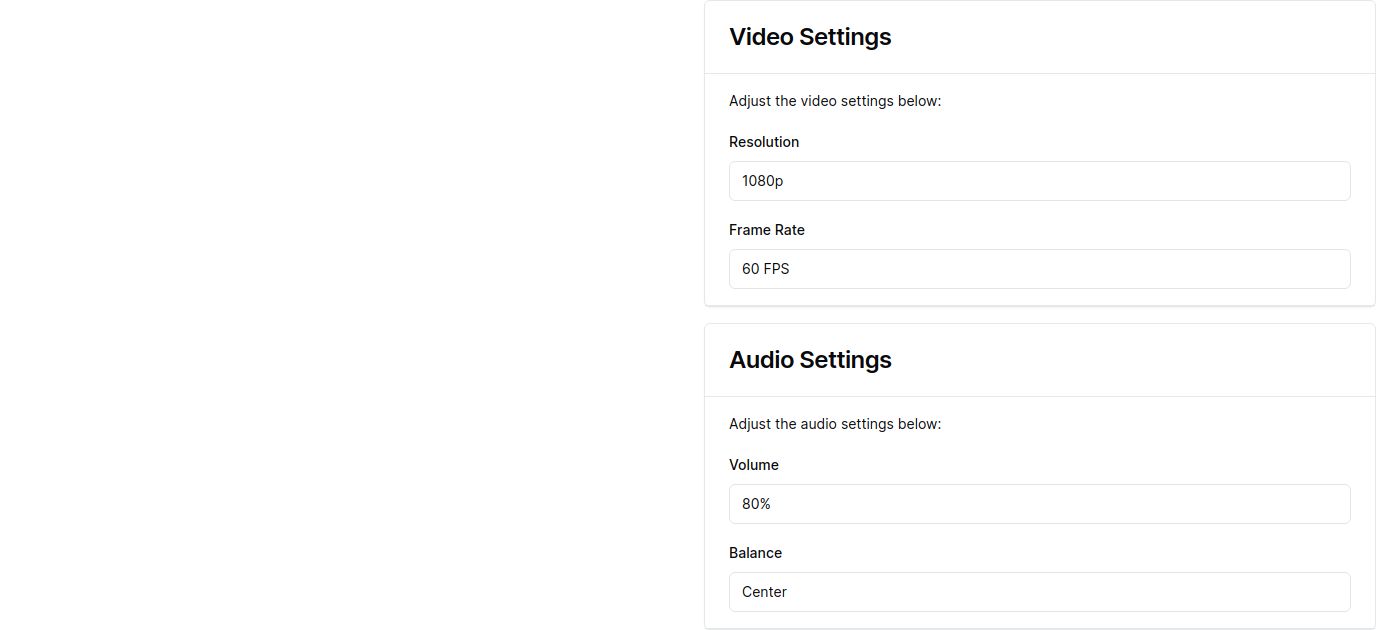 Video Settings
Adjust the video settings below:
Resolution
1080p
Frame Rate
60 FPS
Audio Settings
Adjust the audio settings below:
Volume
80%
Balance
Center